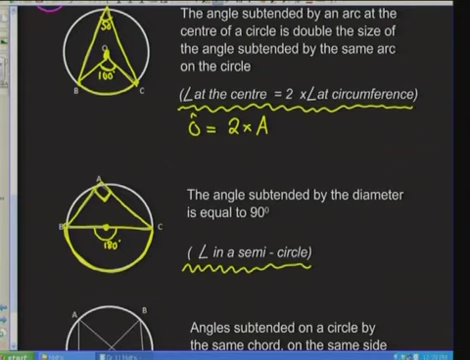 50°
The angle subtended by an arc at the
centre of a circle is double the size of
the angle subtended by the same arc
on the circle
O
100°
B
C
(∠at the centre = 2 x∠at circumference)
Ô = 2 × A
A
The angle subtended by the diameter
is equal to 90⁰
B
C
180°
( ∠ in a semi - circle)
A
B
Angles subtended on a circle by
the same chord, on the same side
start